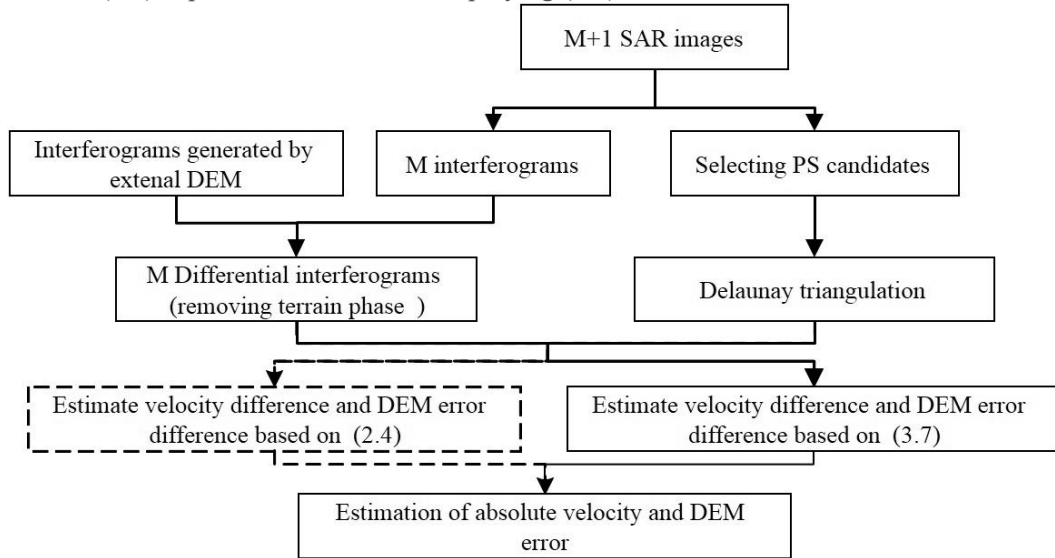 M+1 SAR images
Interferograms generated by
extenal DEM
M interferograms
Selecting PS candidates
M Differential interferograms
(removing terrain phase )
Delaunay triangulation
Estimate velocity difference and DEM error
difference based on (2.4)
Estimate velocity difference and DEM error
difference based on (3.7)
Estimation of absolute velocity and DEM
error